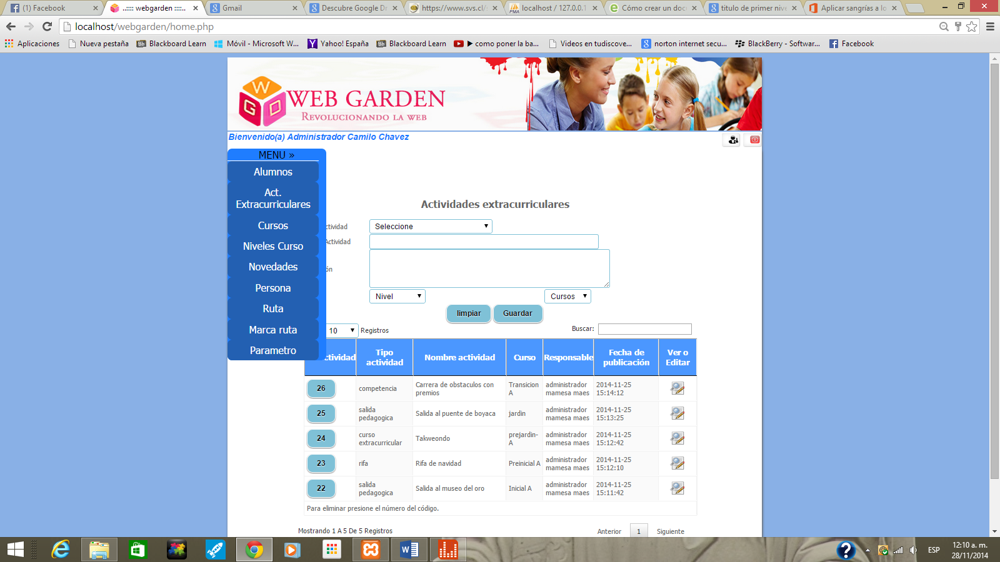 (1) Facebook
..:::: webgarden ::::..
Gmail
Descubre Google Dr
https://www.svs.cl/
localhost / 127.0.0.1
Cómo crear un doc
titulo de primer nive
Aplicar sangrías a lo
localhost/webgarden/home.php
Aplicaciones
Nueva pestaña
Blackboard Learn
Móvil - Microsoft W...
Yahoo! España
Blackboard Learn
como poner la ba...
Videos en tudiscove...
norton internet secu...
BlackBerry - Softwar...
Facebook
W G D
WEB GARDEN
REVOLUCIONANDO LA WEB
Bienvenido(a) Administrador Camilo Chavez
MENU »
Alumnos
Act.
Extracurriculares
Cursos
Niveles Curso
Novedades
Persona
Ruta
Marca ruta
Parametro
Actividades extracurriculares
ctividad
Seleccione
Actividad
ón
Nivel
Cursos
limpiar
Guardar
10
Registros
Buscar:
ctividad
Tipo actividad
Nombre actividad
Curso
Responsable
Fecha de publicación
Ver o Editar
26
competencia
Carrera de obstaculos con premios
Transicion A
administrador mamesa maes
2014-11-25 15:14:12
25
salida pedagogica
Salida al puente de boyaca
jardin
administrador mamesa maes
2014-11-25 15:13:25
24
curso extracurricular
Takweondo
prejardin-A
administrador mamesa maes
2014-11-25 15:12:42
23
rifa
Rifa de navidad
Preinicial A
administrador mamesa maes
2014-11-25 15:12:10
22
salida pedagogica
Salida al museo del oro
Inicial A
administrador mamesa maes
2014-11-25 15:11:42
Para eliminar presione el número del código.
Mostrando 1 A 5 De 5 Registros
Anterior
1
Siguiente
ESP
12:10 a. m.
28/11/2014